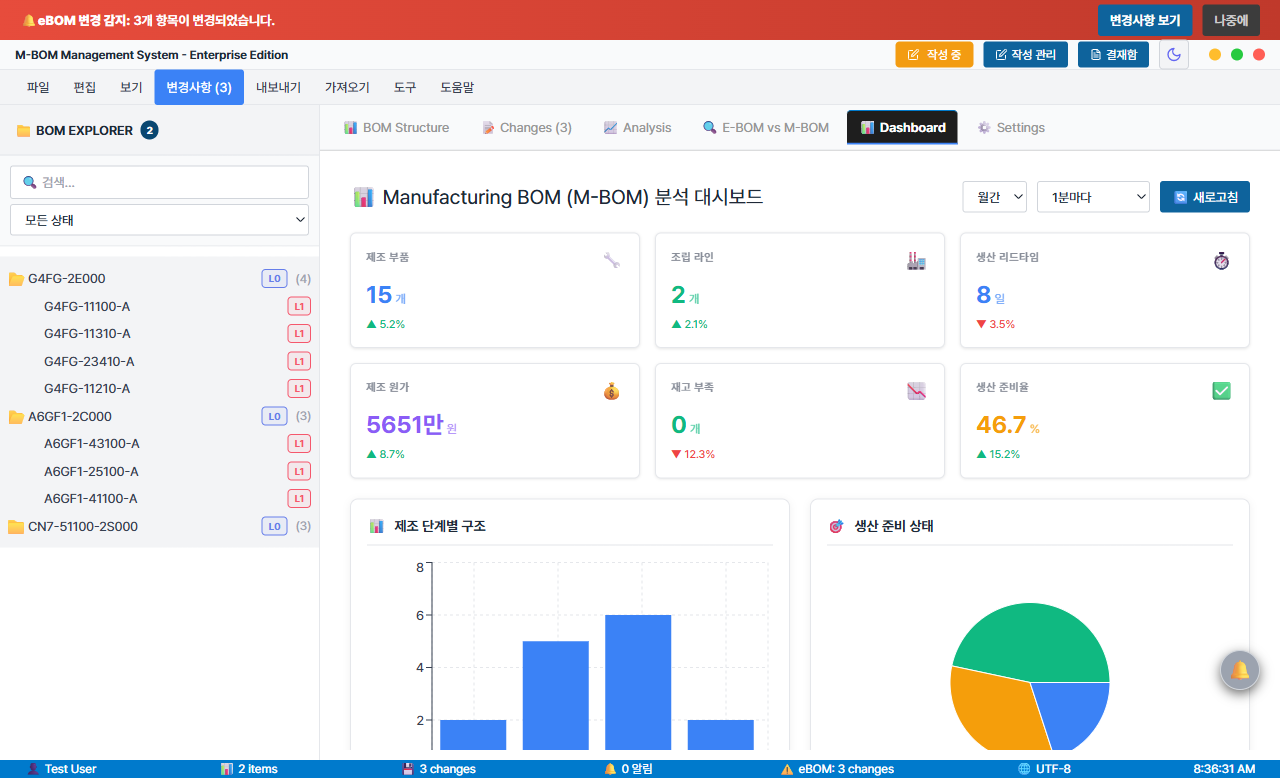 eBOM 변경 감지: 3개 항목이 변경되었습니다.
변경사항 보기
나중에
M-BOM Management System - Enterprise Edition
작성 중
작성 관리
결재함
파일
편집
보기
변경사항 (3)
내보내기
가져오기
도구
도움말
BOM EXPLORER 2
BOM Structure
Changes (3)
Analysis
E-BOM vs M-BOM
Dashboard
Settings
검색...
모든 상태
G4FG-2E000 L0 (4)
G4FG-11100-A L1
G4FG-11310-A L1
G4FG-23410-A L1
G4FG-11210-A L1
A6GF1-2C000 L0 (3)
A6GF1-43100-A L1
A6GF1-25100-A L1
A6GF1-41100-A L1
CN7-51100-2S000 L0 (3)
Manufacturing BOM (M-BOM) 분석 대시보드
월간
1분마다
새로고침
제조 부품
15 개
▲ 5.2%
조립 라인
2 개
▲ 2.1%
생산 리드타임
8 일
▼ 3.5%
제조 원가
5651만 원
▲ 8.7%
재고 부족
0 개
▼ 12.3%
생산 준비율
46.7 %
▲ 15.2%
제조 단계별 구조
8
6
4
2
생산 준비 상태
Test User
2 items
3 changes
0 알림
eBOM: 3 changes
UTF-8
8:36:31 AM